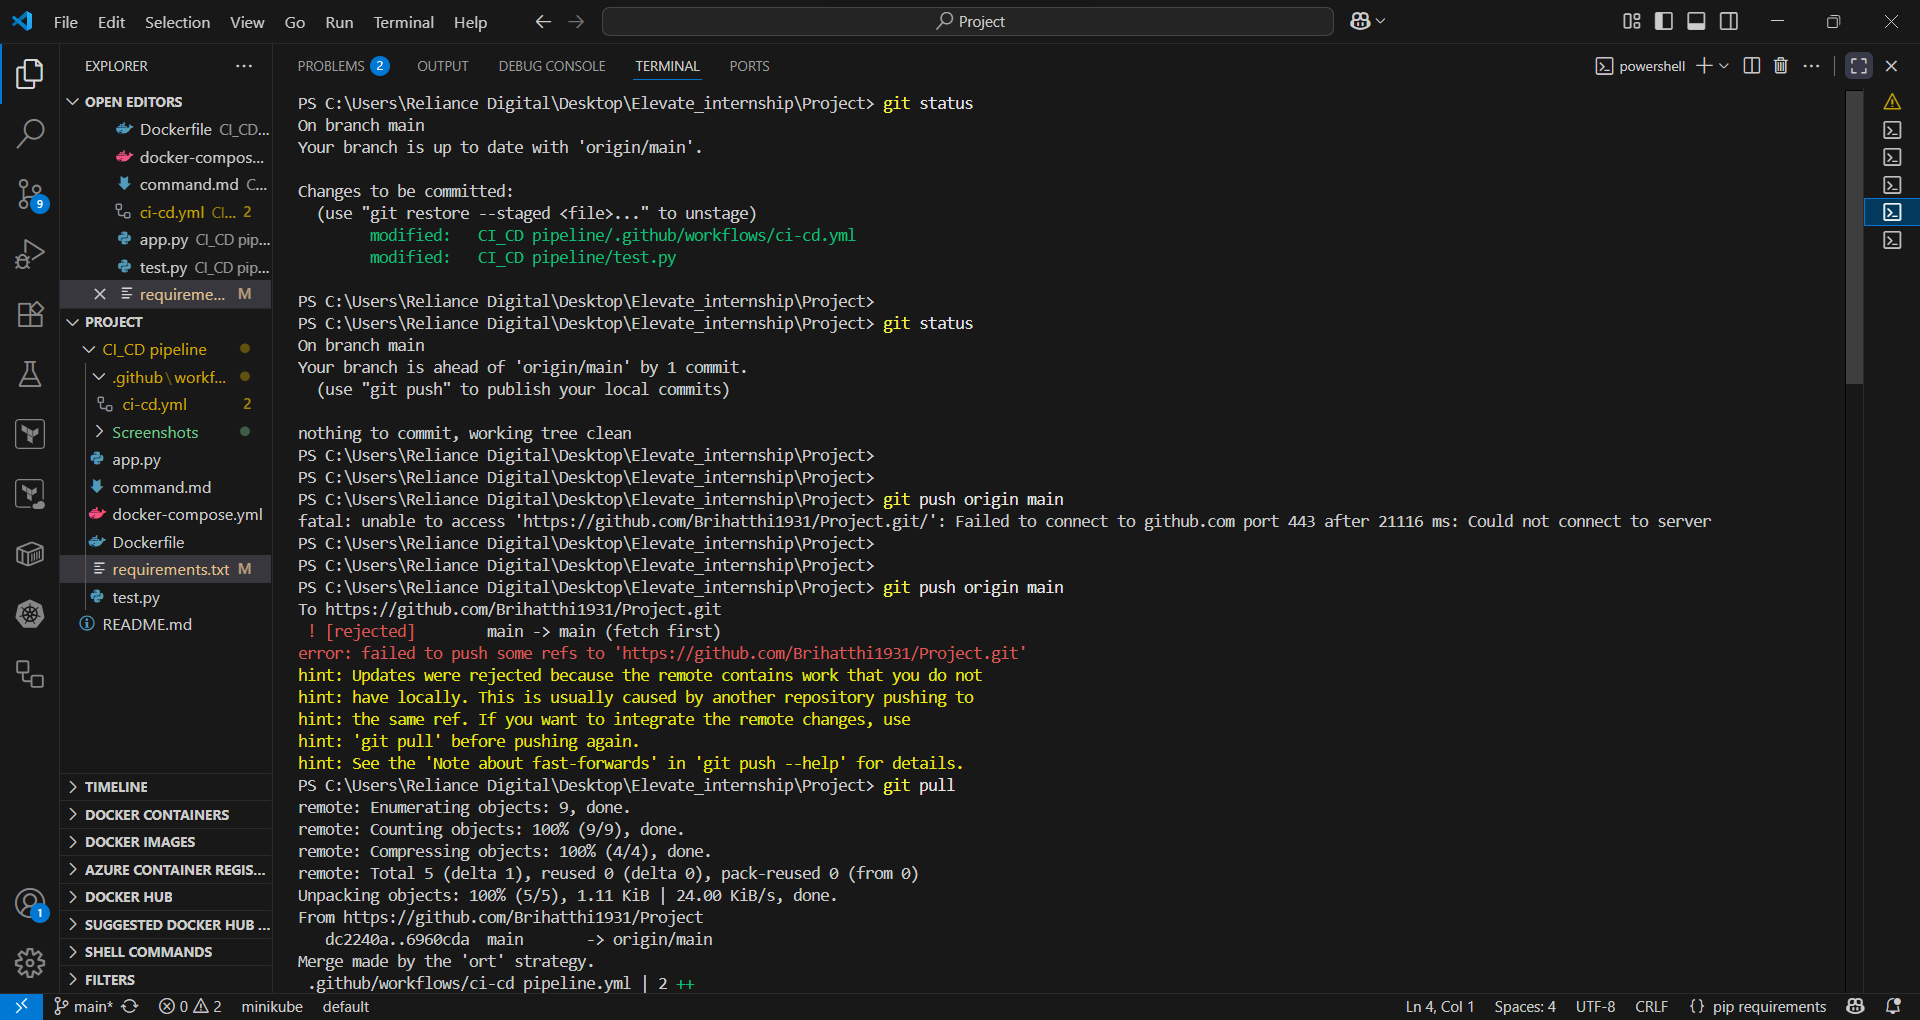 File Edit Selection View Go Run Terminal Help
Project
EXPLORER
OPEN EDITORS
Dockerfile CI_CD...
docker-compos...
command.md C...
ci-cd.yml CI... 2
app.py CI_CD pip...
test.py CI_CD pip...
requireme... M
PROJECT
CI_CD pipeline
.github\workf...
ci-cd.yml 2
Screenshots
app.py
command.md
docker-compose.yml
Dockerfile
requirements.txt M
test.py
README.md
TIMELINE
DOCKER CONTAINERS
DOCKER IMAGES
AZURE CONTAINER REGIS...
DOCKER HUB
SUGGESTED DOCKER HUB ...
SHELL COMMANDS
FILTERS
9
1
PROBLEMS 2 OUTPUT DEBUG CONSOLE TERMINAL PORTS
powershell
PS C:\Users\Reliance Digital\Desktop\Elevate_internship\Project> git status
On branch main
Your branch is up to date with 'origin/main'.
Changes to be committed:
(use "git restore --staged <file>..." to unstage)
modified: CI_CD pipeline/.github/workflows/ci-cd.yml
modified: CI_CD pipeline/test.py
PS C:\Users\Reliance Digital\Desktop\Elevate_internship\Project>
PS C:\Users\Reliance Digital\Desktop\Elevate_internship\Project> git status
On branch main
Your branch is ahead of 'origin/main' by 1 commit.
(use "git push" to publish your local commits)
nothing to commit, working tree clean
PS C:\Users\Reliance Digital\Desktop\Elevate_internship\Project>
PS C:\Users\Reliance Digital\Desktop\Elevate_internship\Project>
PS C:\Users\Reliance Digital\Desktop\Elevate_internship\Project> git push origin main
fatal: unable to access 'https://github.com/Brihatthi1931/Project.git/': Failed to connect to github.com port 443 after 21116 ms: Could not connect to server
PS C:\Users\Reliance Digital\Desktop\Elevate_internship\Project>
PS C:\Users\Reliance Digital\Desktop\Elevate_internship\Project>
PS C:\Users\Reliance Digital\Desktop\Elevate_internship\Project> git push origin main
To https://github.com/Brihatthi1931/Project.git
! [rejected] main -> main (fetch first)
error: failed to push some refs to 'https://github.com/Brihatthi1931/Project.git'
hint: Updates were rejected because the remote contains work that you do not
hint: have locally. This is usually caused by another repository pushing to
hint: the same ref. If you want to integrate the remote changes, use
hint: 'git pull' before pushing again.
hint: See the 'Note about fast-forwards' in 'git push --help' for details.
PS C:\Users\Reliance Digital\Desktop\Elevate_internship\Project> git pull
remote: Enumerating objects: 9, done.
remote: Counting objects: 100% (9/9), done.
remote: Compressing objects: 100% (4/4), done.
remote: Total 5 (delta 1), reused 0 (delta 0), pack-reused 0 (from 0)
Unpacking objects: 100% (5/5), 1.11 KiB | 24.00 KiB/s, done.
From https://github.com/Brihatthi1931/Project
dc2240a..6960cda main -> origin/main
Merge made by the 'ort' strategy.
.github/workflows/ci-cd pipeline.yml | 2 ++
main* 0 2 minikube default
Ln 4, Col 1 Spaces: 4 UTF-8 CRLF {} pip requirements